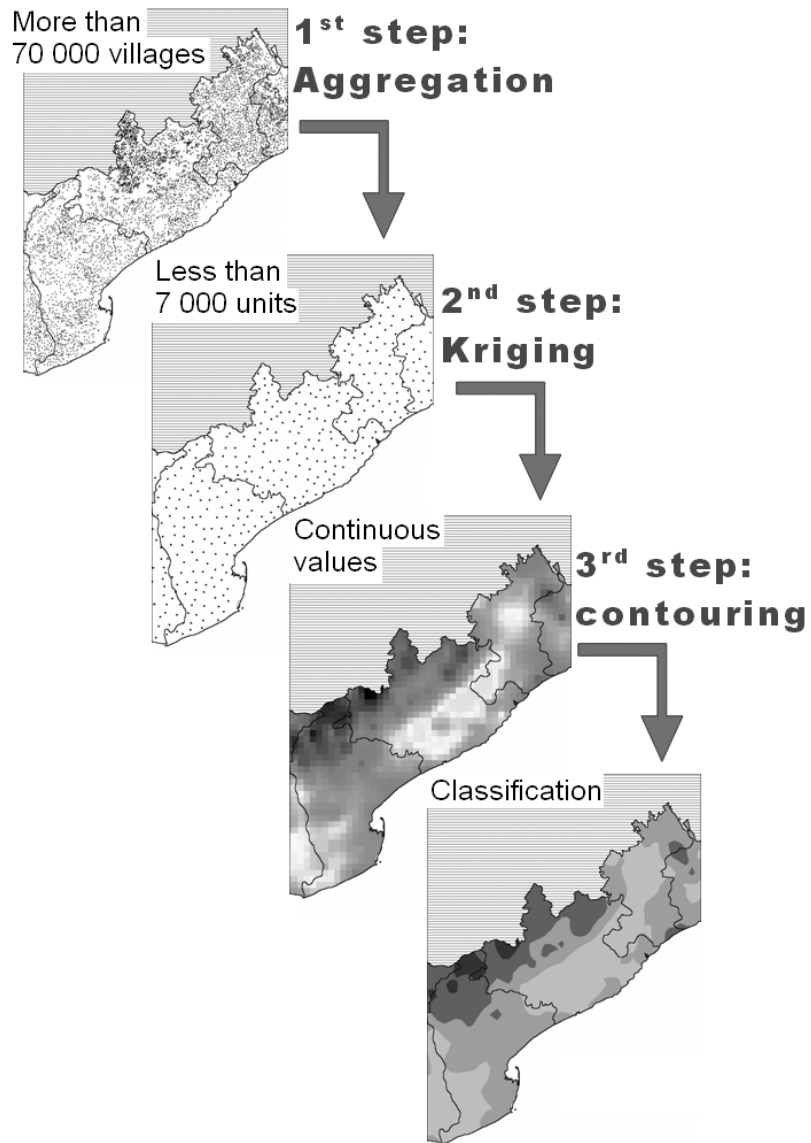 More than
70 000 villages
1st step:
Aggregation
Less than
7 000 units
2nd step:
Kriging
Continuous
values
3rd step:
contouring
Classification